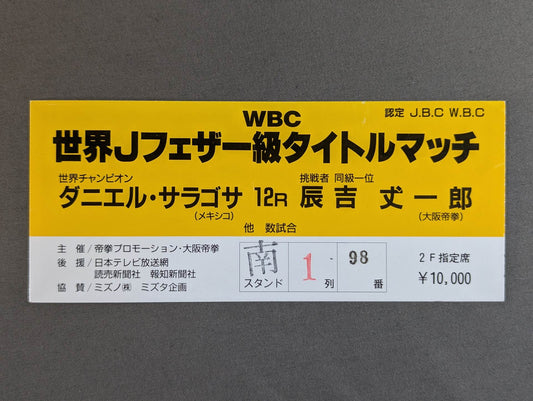 認定 J.B.C W.B.C
WBC
世界Jフェザー級タイトルマッチ
世界チャンピオン
挑戦者 同級一位
ダニエル・サラゴサ 12R 辰吉 丈一郎
(メキシコ)
(大阪帝拳)
他 数試合
主 催/帝拳プロモーション・大阪帝拳
後 援/日本テレビ放送網
読売新聞社 報知新聞社
協 賛/ミズノ㈱ ミズタ企画
南
スタンド
1 列
98 番
2F指定席
¥10,000